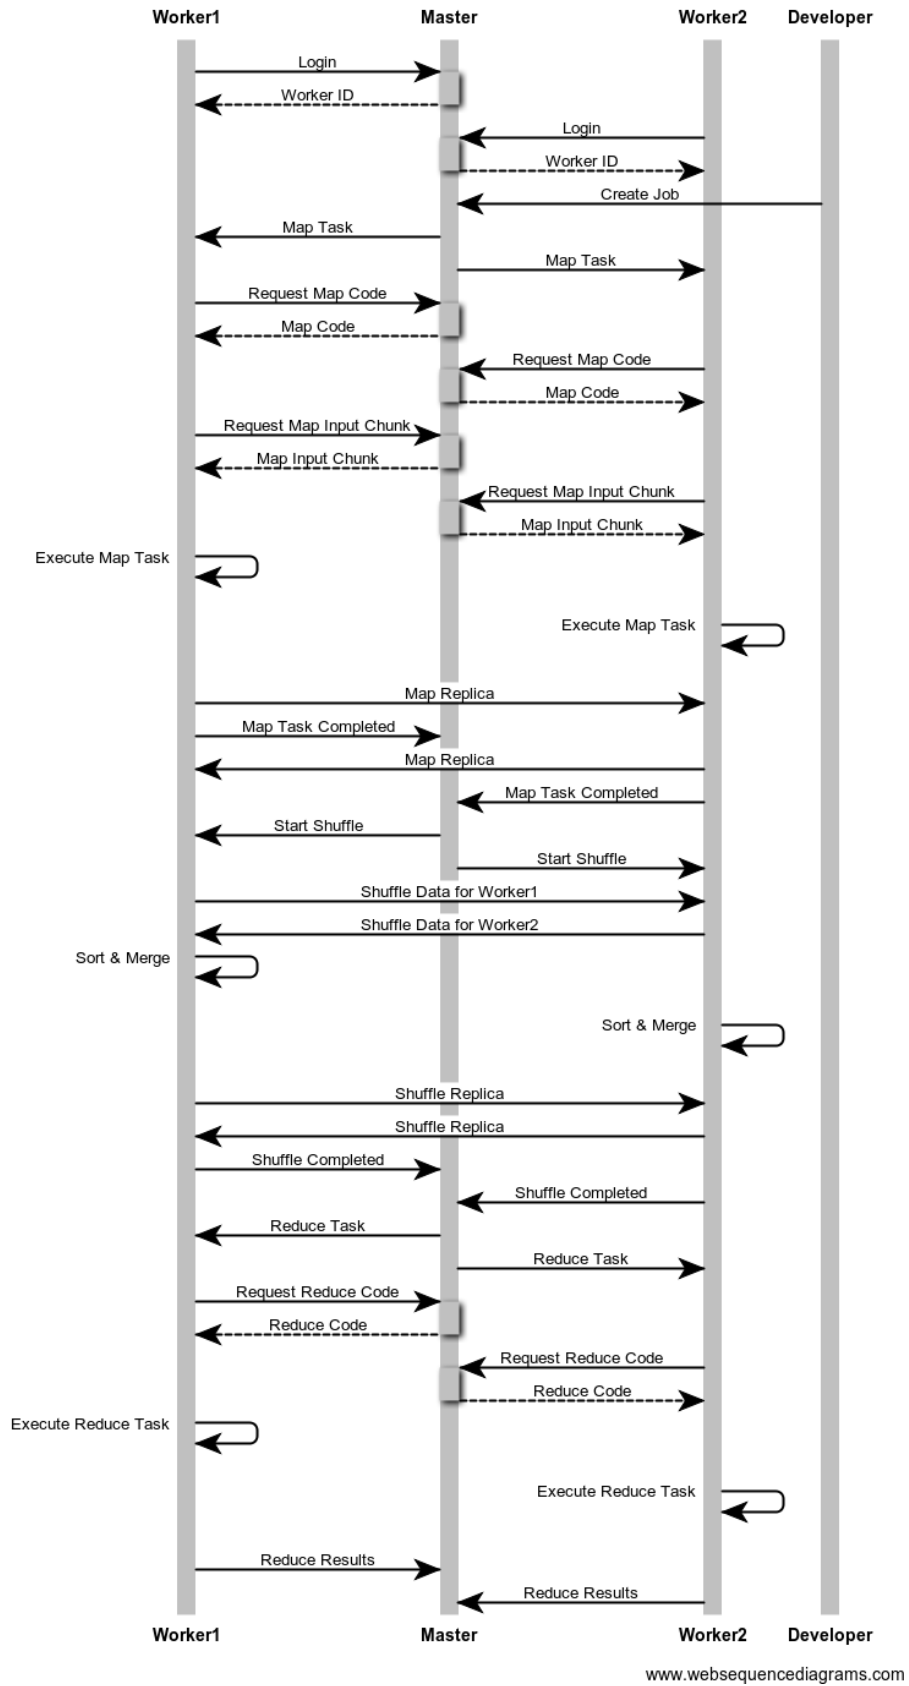 Worker1 Master Worker2 Developer
Login
Worker ID
Login
Worker ID
Create Job
Map Task
Map Task
Request Map Code
Map Code
Request Map Code
Map Code
Request Map Input Chunk
Map Input Chunk
Request Map Input Chunk
Map Input Chunk
Execute Map Task
Execute Map Task
Map Replica
Map Task Completed
Map Replica
Map Task Completed
Start Shuffle
Start Shuffle
Shuffle Data for Worker1
Shuffle Data for Worker2
Sort & Merge
Sort & Merge
Shuffle Replica
Shuffle Replica
Shuffle Completed
Shuffle Completed
Reduce Task
Reduce Task
Request Reduce Code
Reduce Code
Request Reduce Code
Reduce Code
Execute Reduce Task
Execute Reduce Task
Reduce Results
Reduce Results
Worker1 Master Worker2 Developer
www.websequencediagrams.com